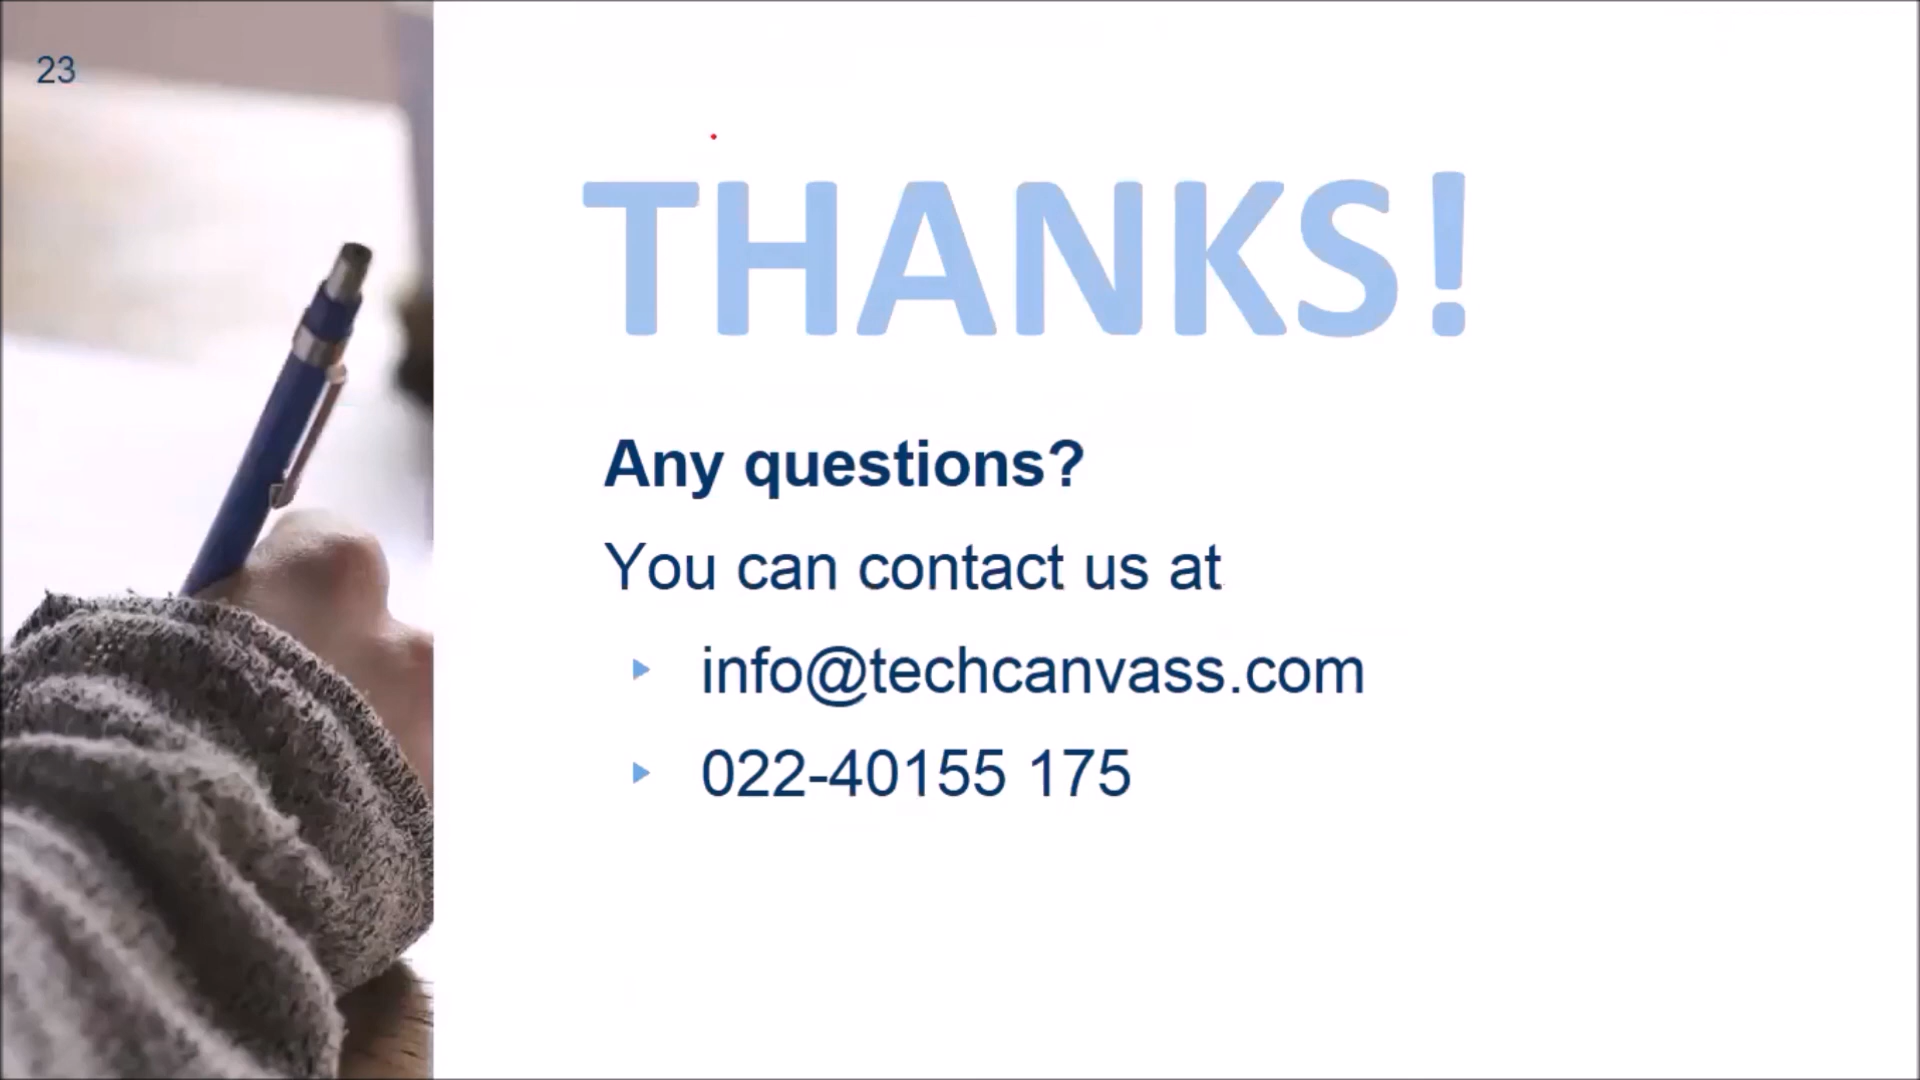 23
THANKS!
Any questions?
You can contact us at
info@techcanvass.com
022-40155 175